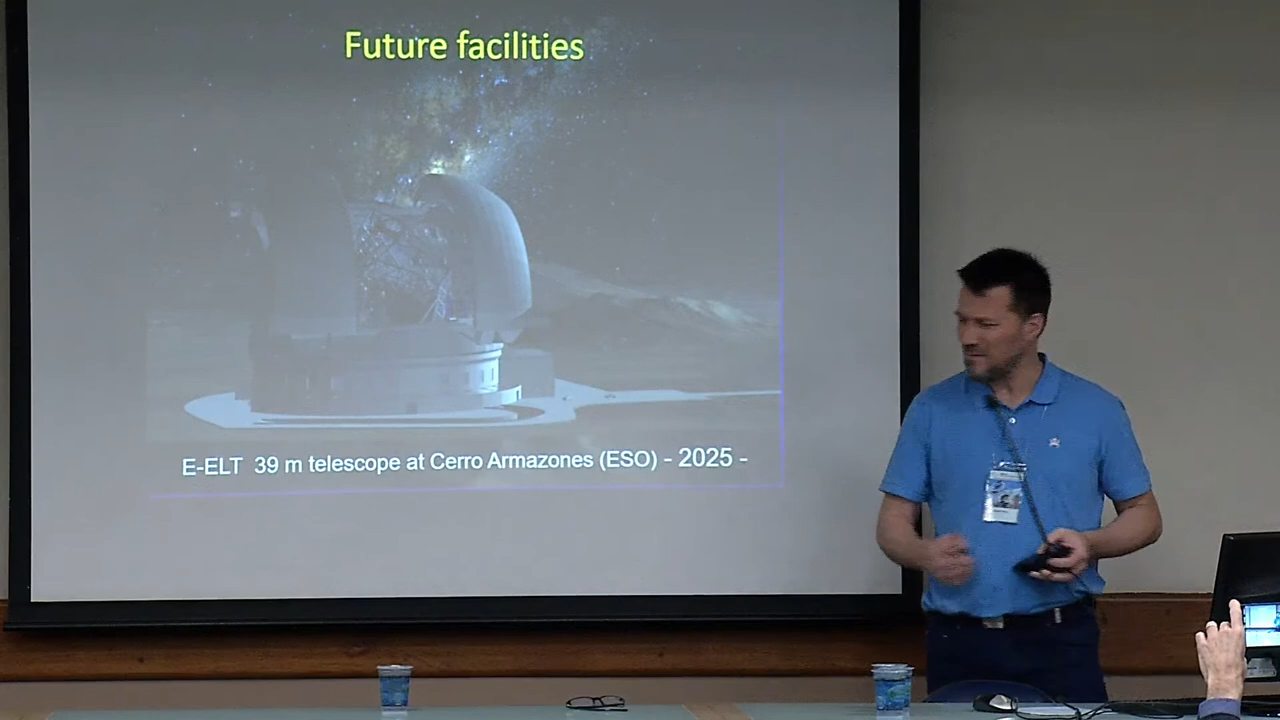 Future facilities
E-ELT 39 m telescope at Cerro Armazones (ESO) - 2025 -